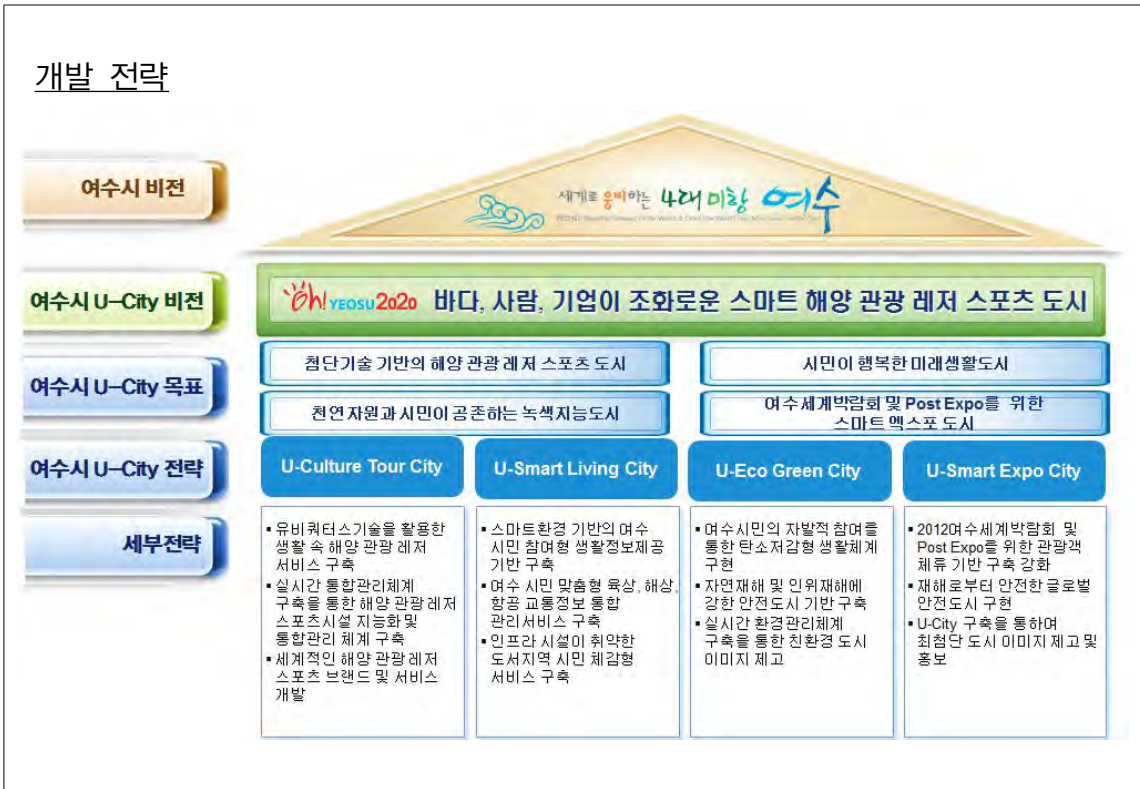 개발 전략
여수시 비전
세계로 웅비하는 4대 미항 여수
여수시 U-City 비전
Oh! YEOSU 2020 바다, 사람, 기업이 조화로운 스마트 해양 관광 레저 스포츠 도시
여수시 U-City 목표
첨단기술 기반의 해양 관광 레저 스포츠 도시
시민이 행복한 미래생활도시
천연 자원과 시민이 공존하는 녹색지능도시
여수세계박람회 및 Post Expo를 위한
스마트 엑스포 도시
여수시 U-City 전략
U-Culture Tour City
U-Smart Living City
U-Eco Green City
U-Smart Expo City
세부전략
▪ 유비쿼터스기술을 활용한
생활 속 해양 관광 레저
서비스 구축
▪ 실시간 통합관리체계
구축을 통한 해양 관광 레저
스포츠시설 지능화 및
통합관리 체계 구축
▪ 세계적인 해양 관광 레저
스포츠 브랜드 및 서비스
개발
▪ 스마트환경 기반의 여수
시민 참여형 생활정보제공
기반 구축
▪ 여수 시민 맞춤형 육상, 해상,
항공 교통정보 통합
관리서비스 구축
▪ 인프라 시설이 취약한
도서지역 시민 체감형
서비스 구축
▪ 여수시민의 자발적 참여를
통한 탄소저감형 생활체계
구현
▪ 자연재해 및 인위재해에
강한 안전도시 기반 구축
▪ 실시간 환경관리체계
구축을 통한 친환경 도시
이미지 제고
▪ 2012여수세계박람회 및
Post Expo를 위한 관광객
체류 기반 구축 강화
▪ 재해로부터 안전한 글로벌
안전도시 구현
▪ U-City 구축을 통하여
최첨단 도시 이미지 제고 및
홍보